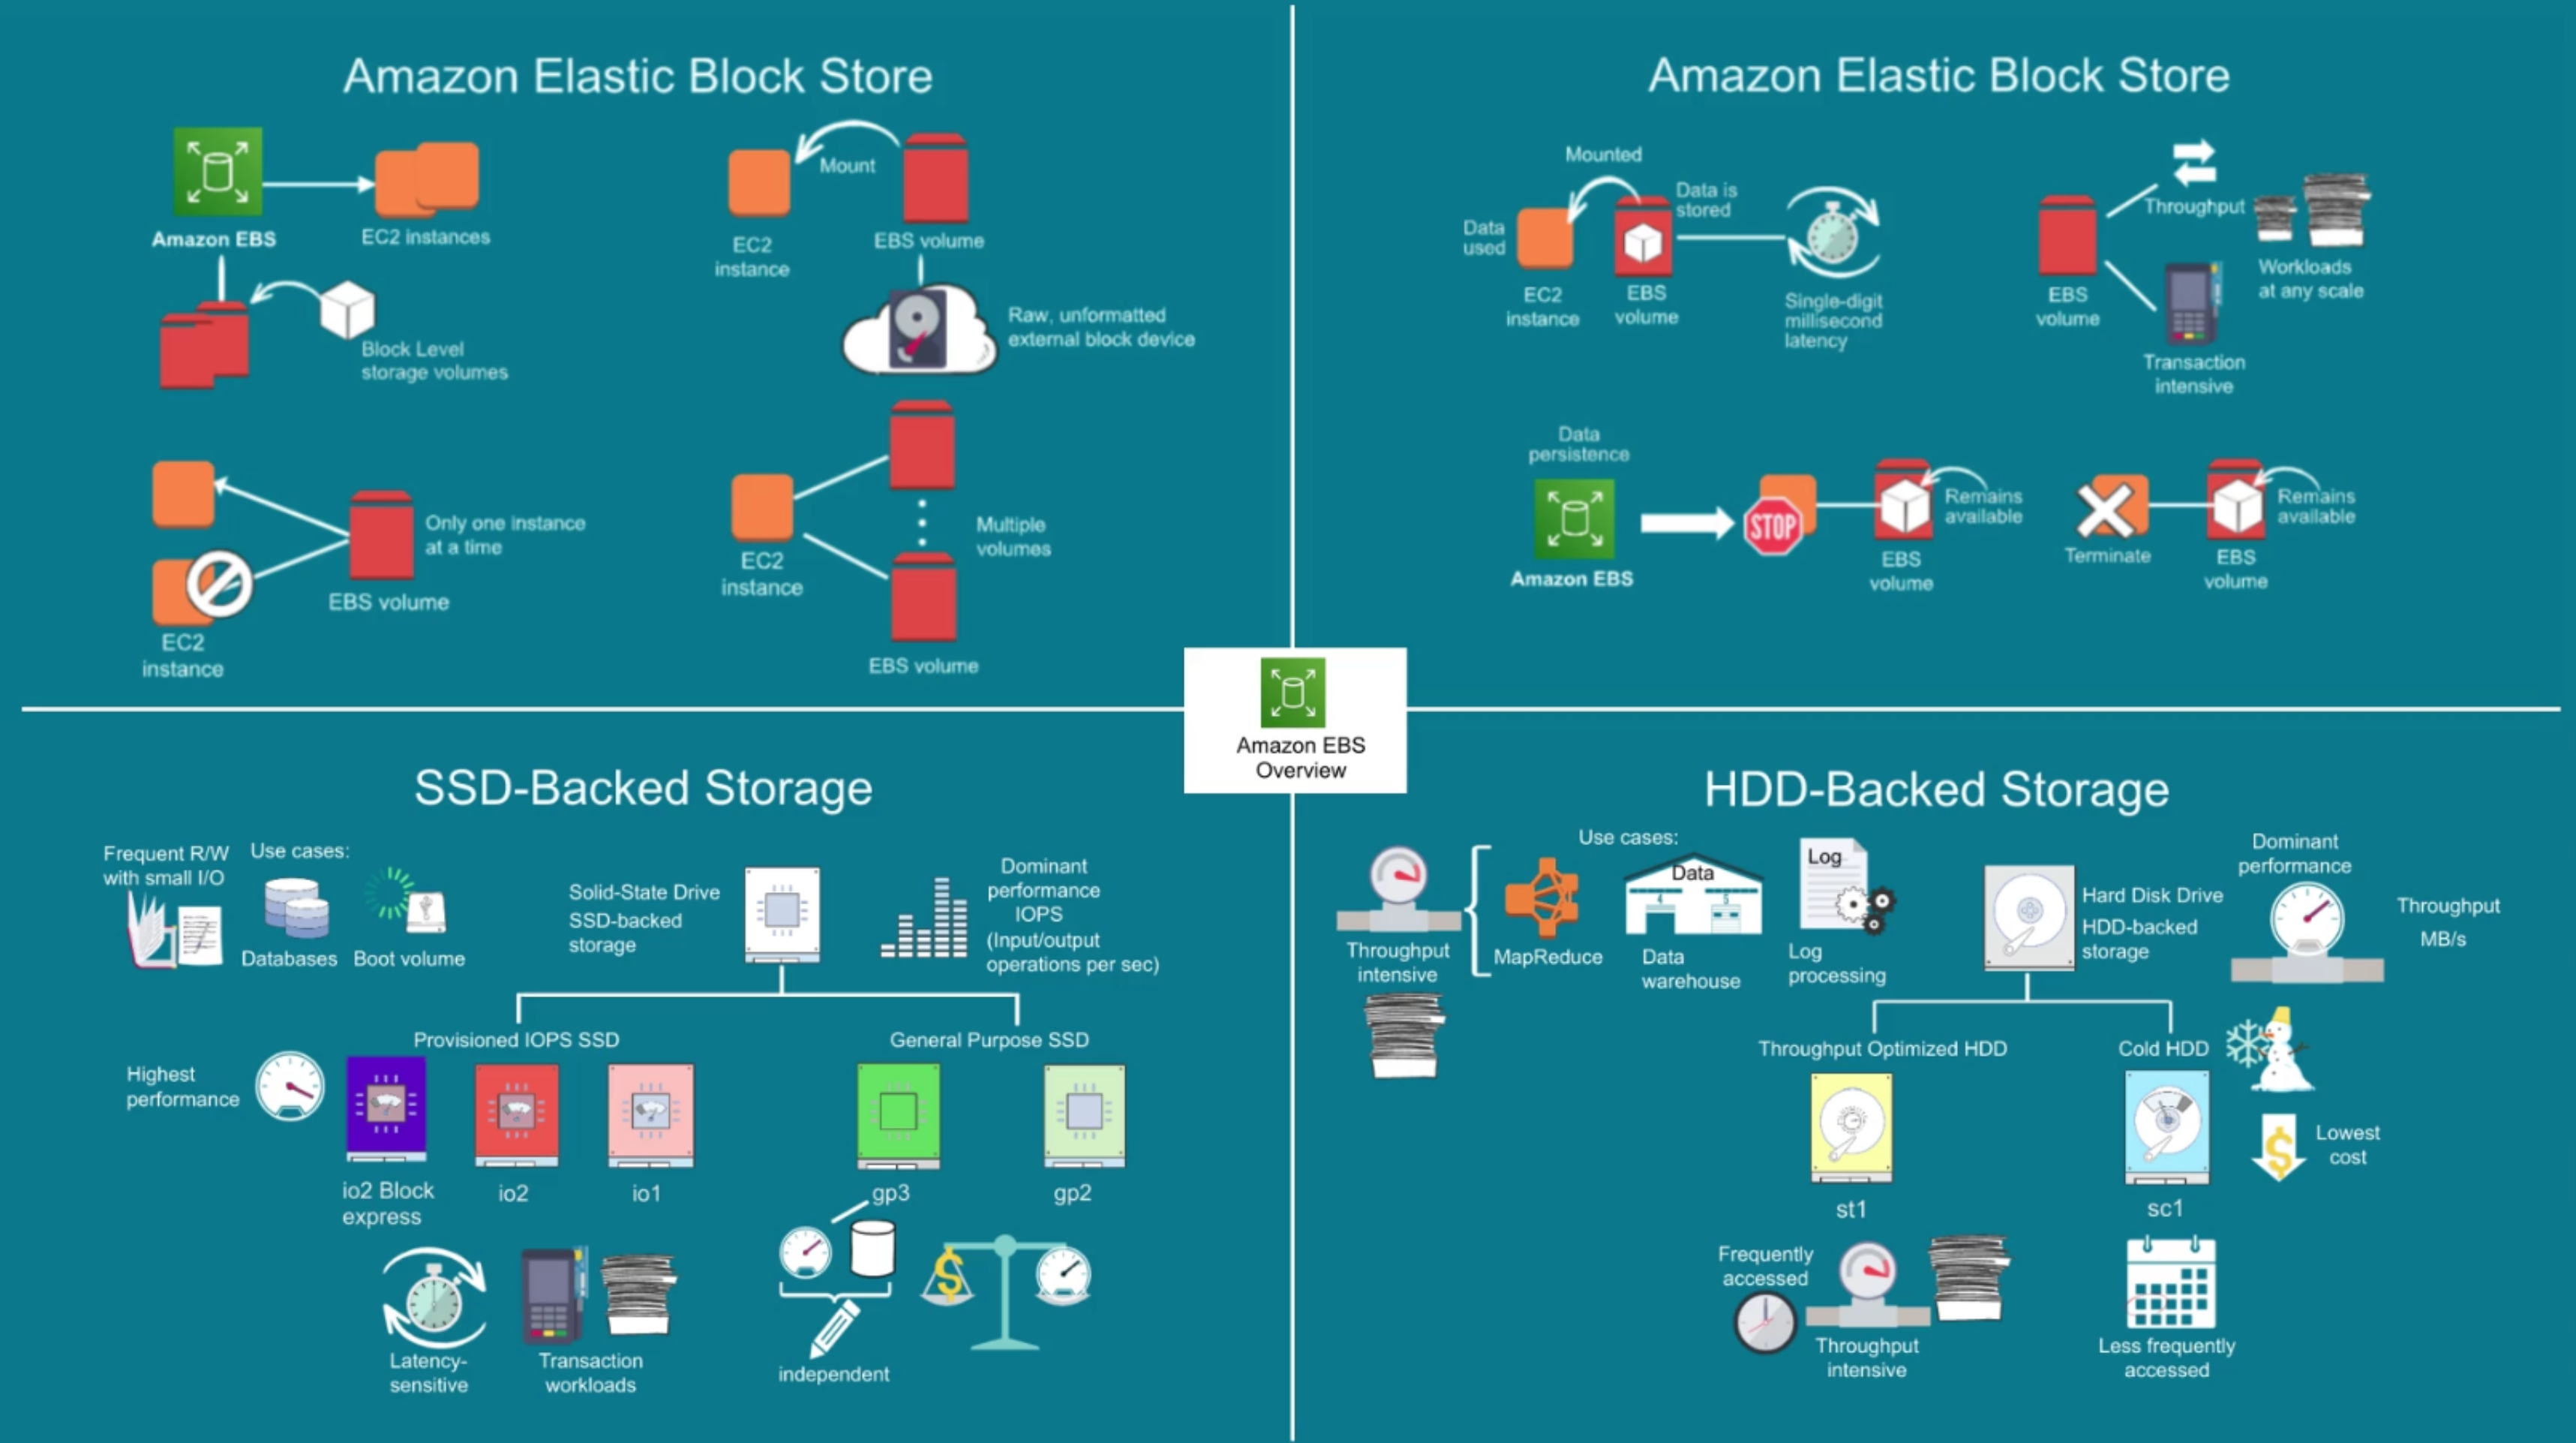 Amazon Elastic Block Store
Mount
Amazon EBS
EC2 instances
EC2
instance
EBS volume
Block Level
storage volumes
Raw, unformatted
external block device
Only one instance
at a time
EBS volume
EC2
instance
EC2
instance
Multiple
volumes
EBS volume
Amazon Elastic Block Store
Mounted
Data is
stored
Data
used
EC2
instance
EBS
volume
Single-digit
millisecond
latency
Throughput
EBS
volume
Workloads
at any scale
Transaction
intensive
Data
persistence
Amazon EBS
STOP
Remains
available
EBS
volume
Terminate
Remains
available
EBS
volume
Amazon EBS
Overview
SSD-Backed Storage
Frequent R/W
with small I/O
Use cases:
Databases
Boot volume
Solid-State Drive
SSD-backed
storage
Dominant
performance
IOPS
(Input/output
operations per sec)
Provisioned IOPS SSD
General Purpose SSD
Highest
performance
io2 Block
express
io2
io1
gp3
gp2
Latency-
sensitive
Transaction
workloads
independent
$
HDD-Backed Storage
Use cases:
Throughput
intensive
MapReduce
Data
4
5
Data
warehouse
Log
Log
processing
Hard Disk Drive
HDD-backed
storage
Dominant
performance
Throughput
MB/s
Throughput Optimized HDD
Cold HDD
Lowest
cost
$
st1
sc1
Frequently
accessed
Throughput
intensive
Less frequently
accessed